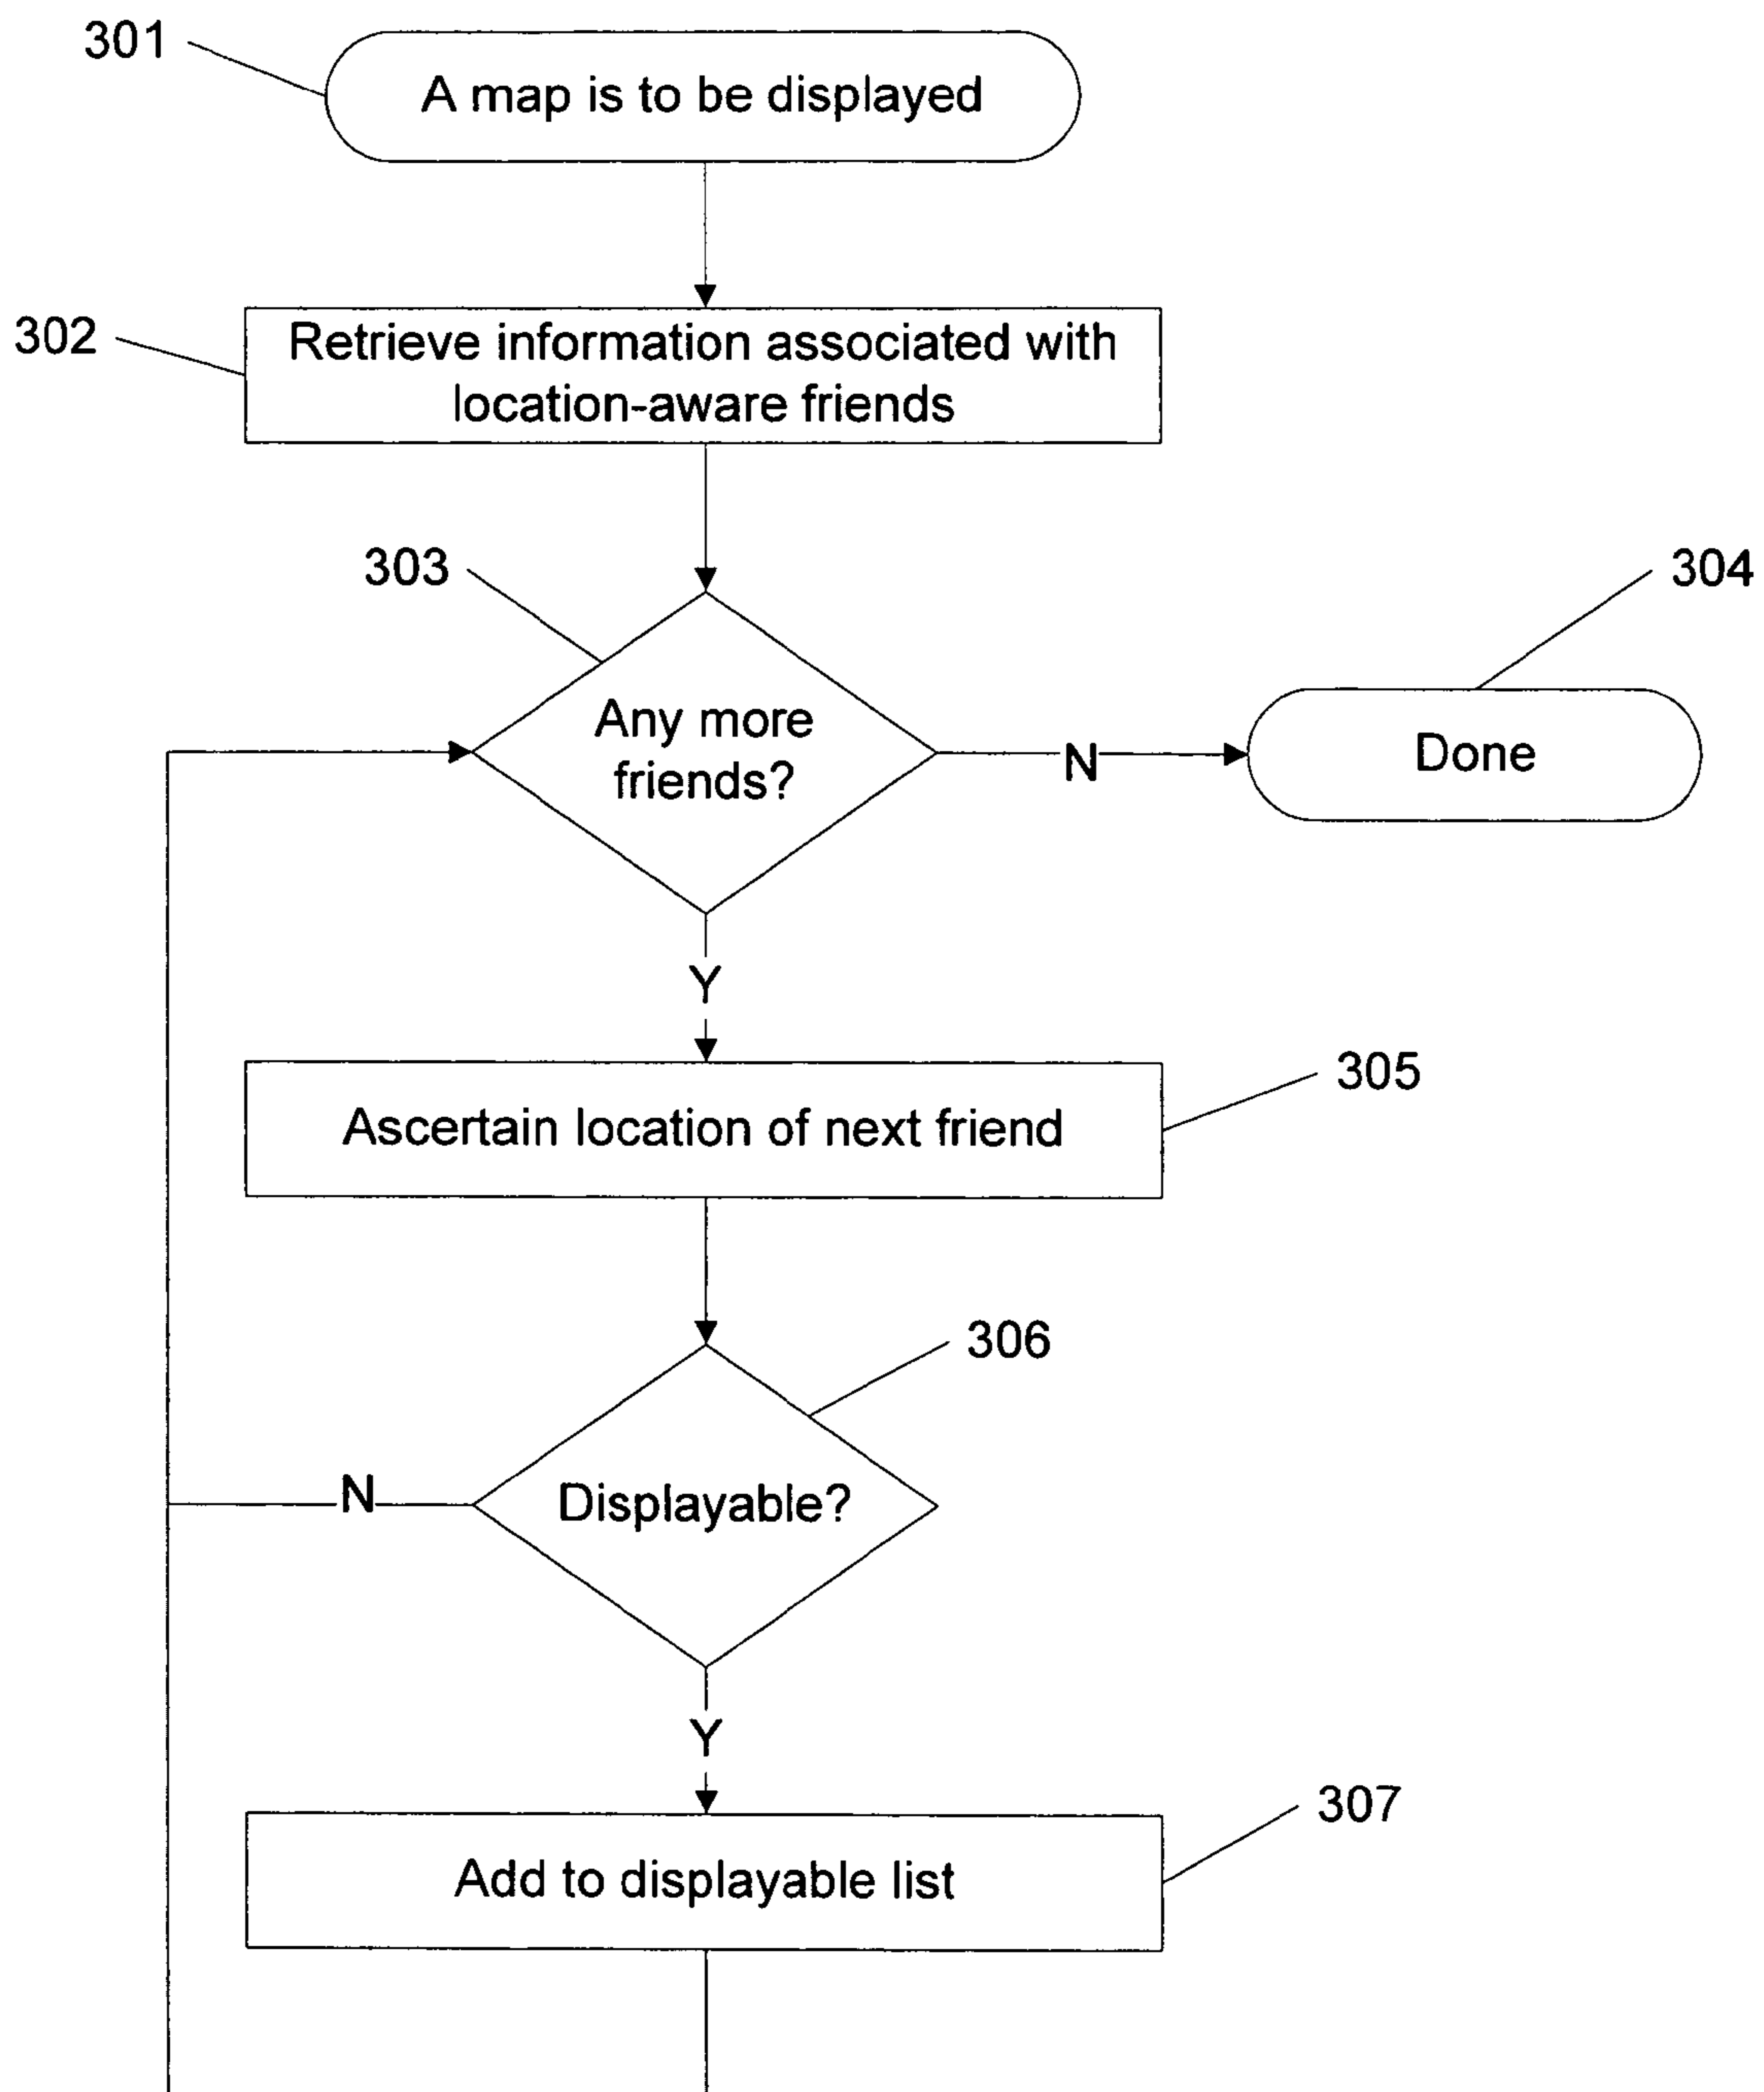 301
A map is to be displayed
302
Retrieve information associated with
location-aware friends
303
304
Any more
friends?
N
Done
Y
305
Ascertain location of next friend
306
Displayable?
N
Y
307
Add to displayable list